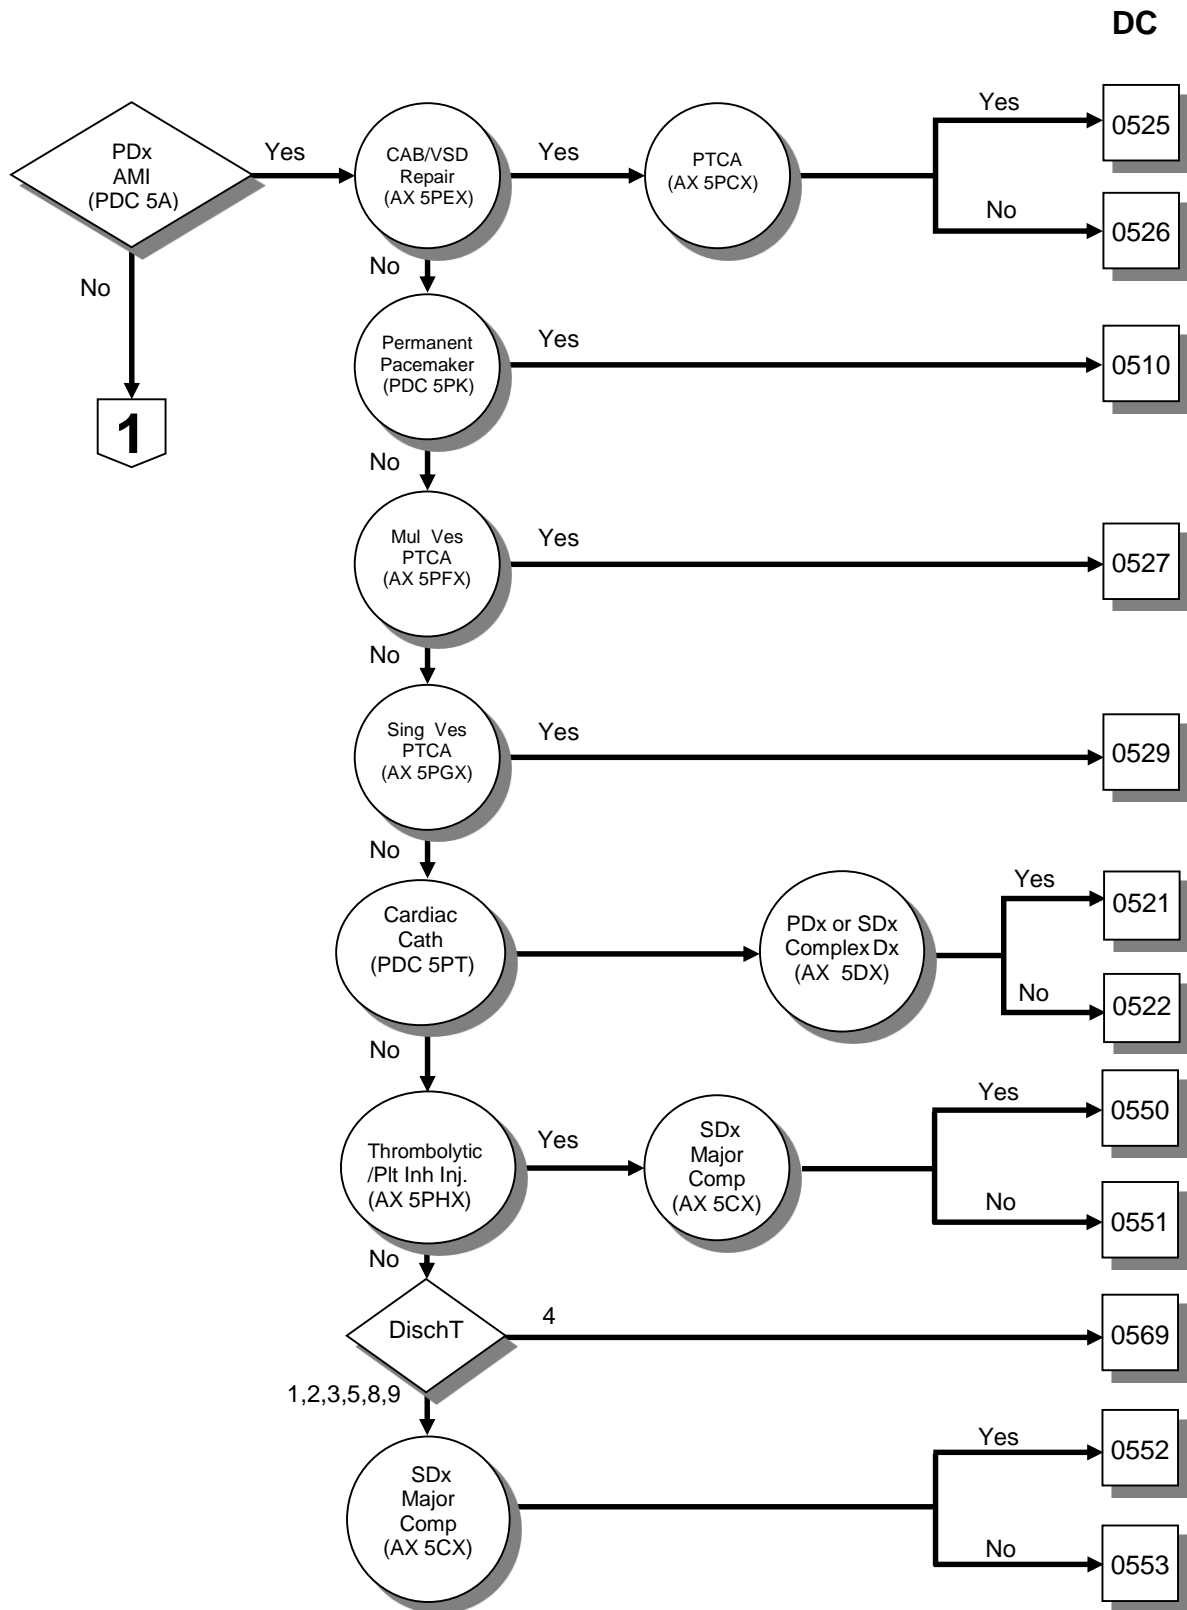 DC
PDx
AMI
(PDC 5A)
Yes
CAB/VSD
Repair
(AX 5PEX)
Yes
PTCA
(AX 5PCX)
Yes
0525
No
0526
No
1
No
Permanent
Pacemaker
(PDC 5PK)
Yes
0510
No
Mul Ves
PTCA
(AX 5PFX)
Yes
0527
No
Sing Ves
PTCA
(AX 5PGX)
Yes
0529
No
Cardiac
Cath
(PDC 5PT)
PDx or SDx
Complex Dx
(AX 5DX)
Yes
0521
No
0522
No
Thrombolytic
/Plt Inh Inj.
(AX 5PHX)
Yes
SDx
Major
Comp
(AX 5CX)
Yes
0550
No
0551
No
DischT
4
0569
1,2,3,5,8,9
SDx
Major
Comp
(AX 5CX)
Yes
0552
No
0553